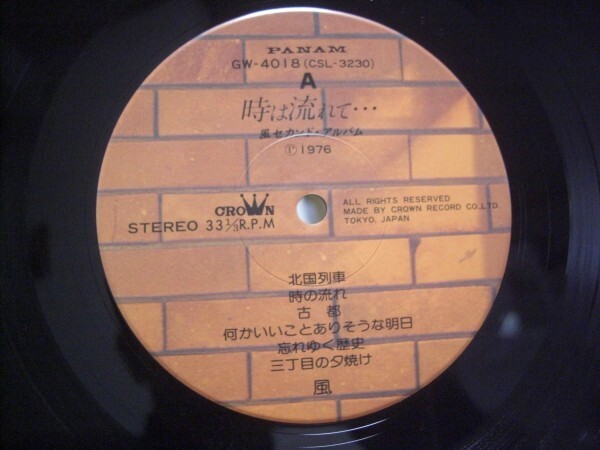 PANAM
GW-4018 (CSL-3230)
A
時は流れて…
風セカンド・アルバム
Ⓟ1976
CROWN
STEREO 33 1/3 R.P.M
ALL RIGHTS RESERVED
MADE BY CROWN RECORD CO.LTD.
TOKYO, JAPAN
北国列車
時の流れ
古都
何かいいことありそうな明日
忘れゆく歴史
三丁目の夕焼け
風